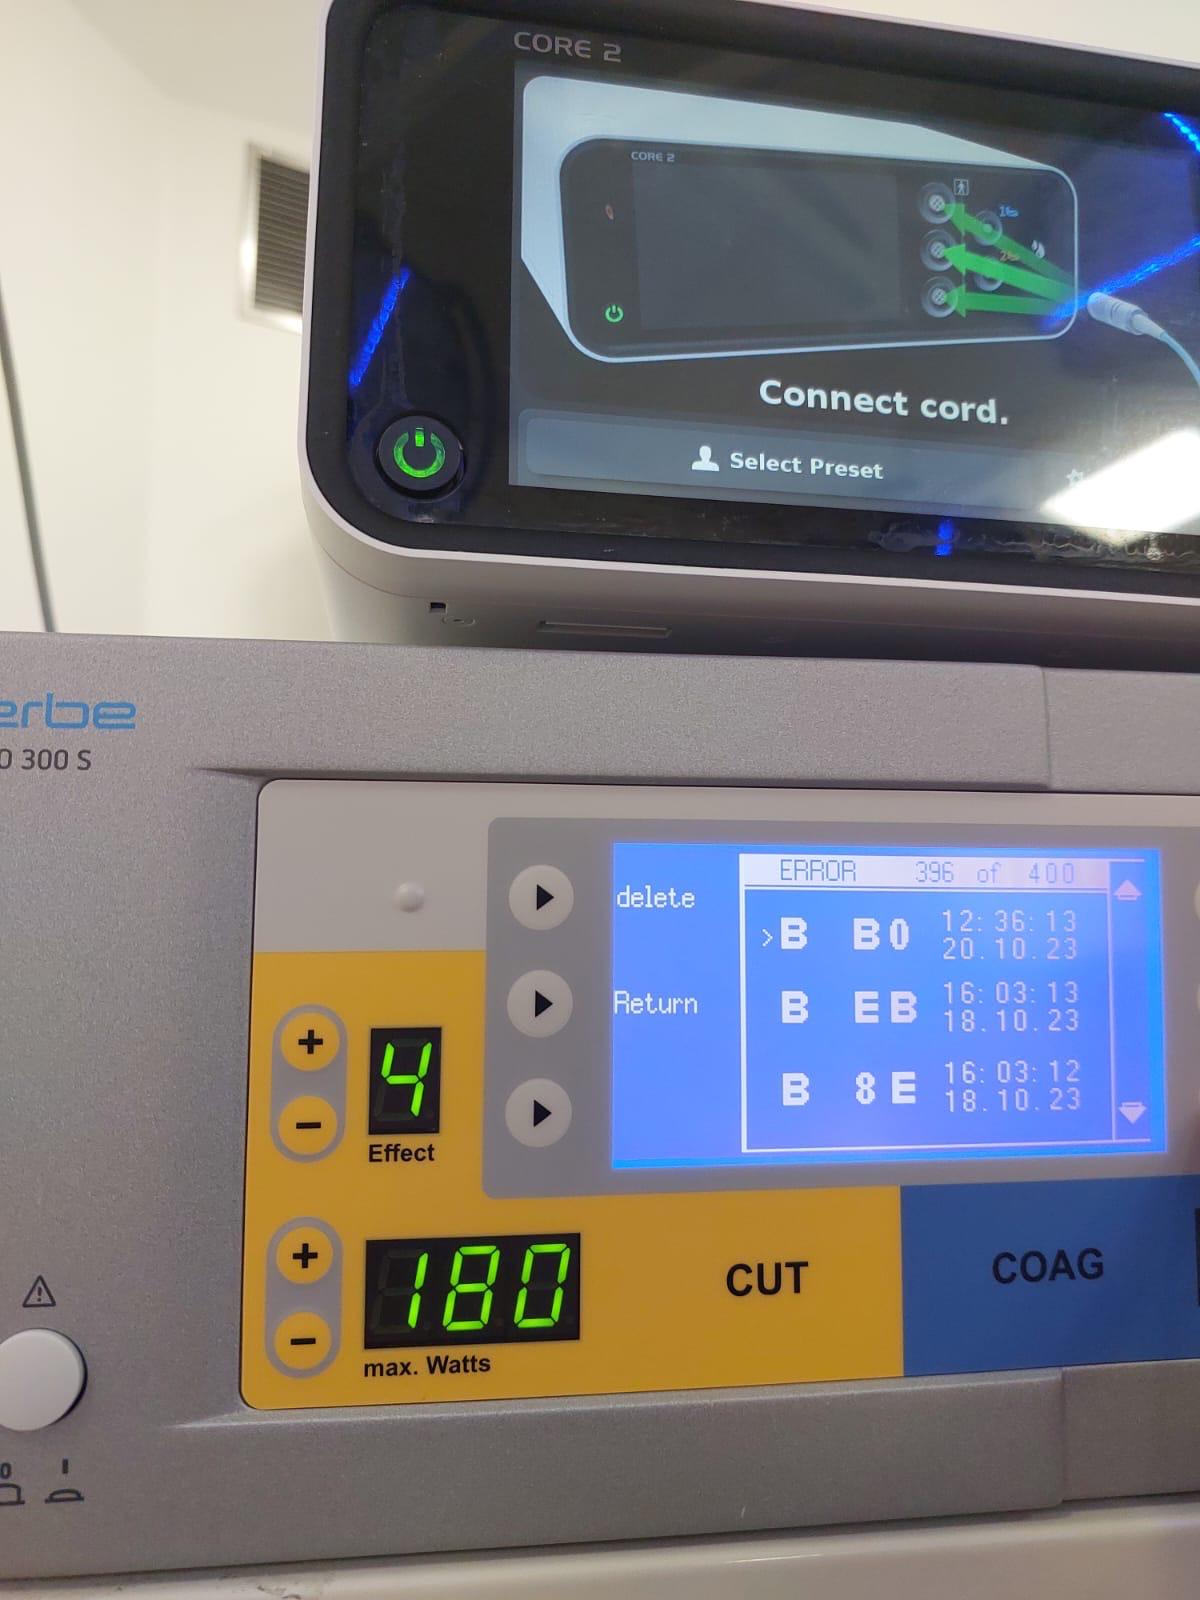 CORE 2
CORE 2
Connect cord.
Select Preset
erbe
0 300 S
delete
Return
ERROR 396 of 400
>B B0 12:36:13
20.10.23
B EB 16:03:13
18.10.23
B 8E 16:03:12
18.10.23
+
4
−
Effect
+
180
−
max. Watts
CUT
COAG
0 I